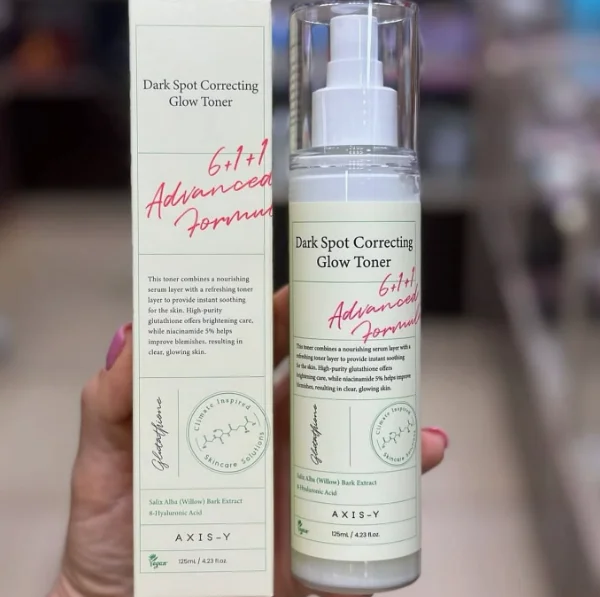 Dark Spot Correcting
Glow Toner
6+1+1
Advanced
Formul
This toner combines a nourishing
serum layer with a refreshing toner
layer to provide instant soothing
for the skin. High-purity
glutathione offers brightening care,
while niacinamide 5% helps
improve blemishes, resulting in
clear, glowing skin.
Glutathione
Climate Inspired
Skincare Solutions
Salix Alba (Willow) Bark Extract
8-Hyaluronic Acid
AXIS-Y
Vegan
125mL / 4.23 fl.oz.
Dark Spot Correcting
Glow Toner
6+1+1
Advanced
Formul
This toner combines a nourishing serum layer with a
refreshing toner layer to provide instant soothing
for the skin. High-purity glutathione offers
brightening care, while niacinamide 5% helps improve
blemishes, resulting in clear, glowing skin.
Glutathione
Climate Inspired
Skincare Solutions
Salix Alba (Willow) Bark Extract
8-Hyaluronic Acid
AXIS-Y
Vegan
125mL / 4.23 fl.oz.